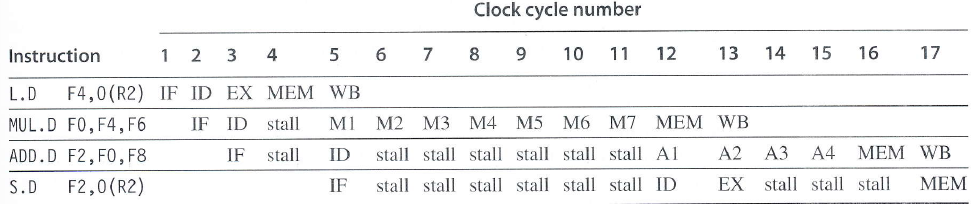 Clock cycle number
Instruction 1 2 3 4 5 6 7 8 9 10 11 12 13 14 15 16 17
L.D F4,0(R2) IF ID EX MEM WB
MUL.D F0,F4,F6 IF ID stall M1 M2 M3 M4 M5 M6 M7 MEM WB
ADD.D F2,F0,F8 IF stall ID stall stall stall stall stall stall A1 A2 A3 A4 MEM WB
S.D F2,0(R2) IF stall stall stall stall stall stall ID EX stall stall stall MEM